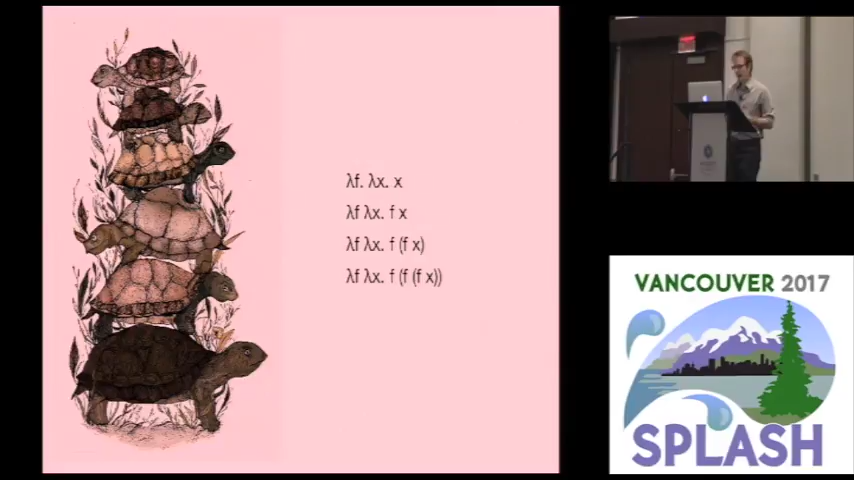 λf. λx. x
λf λx. f x
λf λx. f (f x)
λf λx. f (f (f x))
VANCOUVER 2017
SPLASH